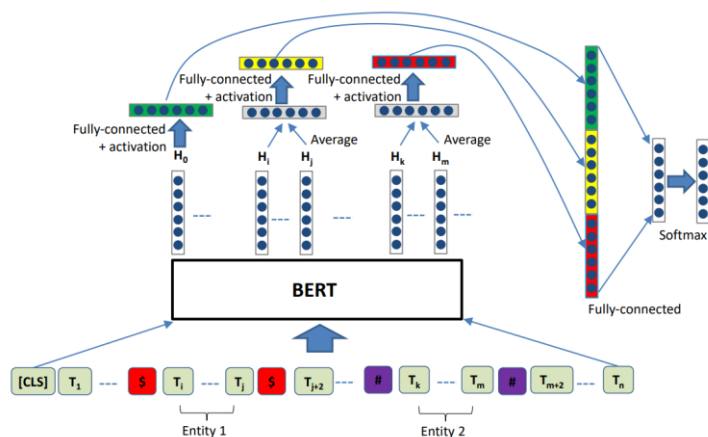 Fully-connected
+ activation
Fully-connected
+ activation
Fully-connected
+ activation
Average
Average
H0
Hi
Hj
Hk
Hm
BERT
Softmax
Fully-connected
[CLS]
T1
$
Ti
Tj
$
Tj+2
#
Tk
Tm
#
Tm+2
Tn
Entity 1
Entity 2